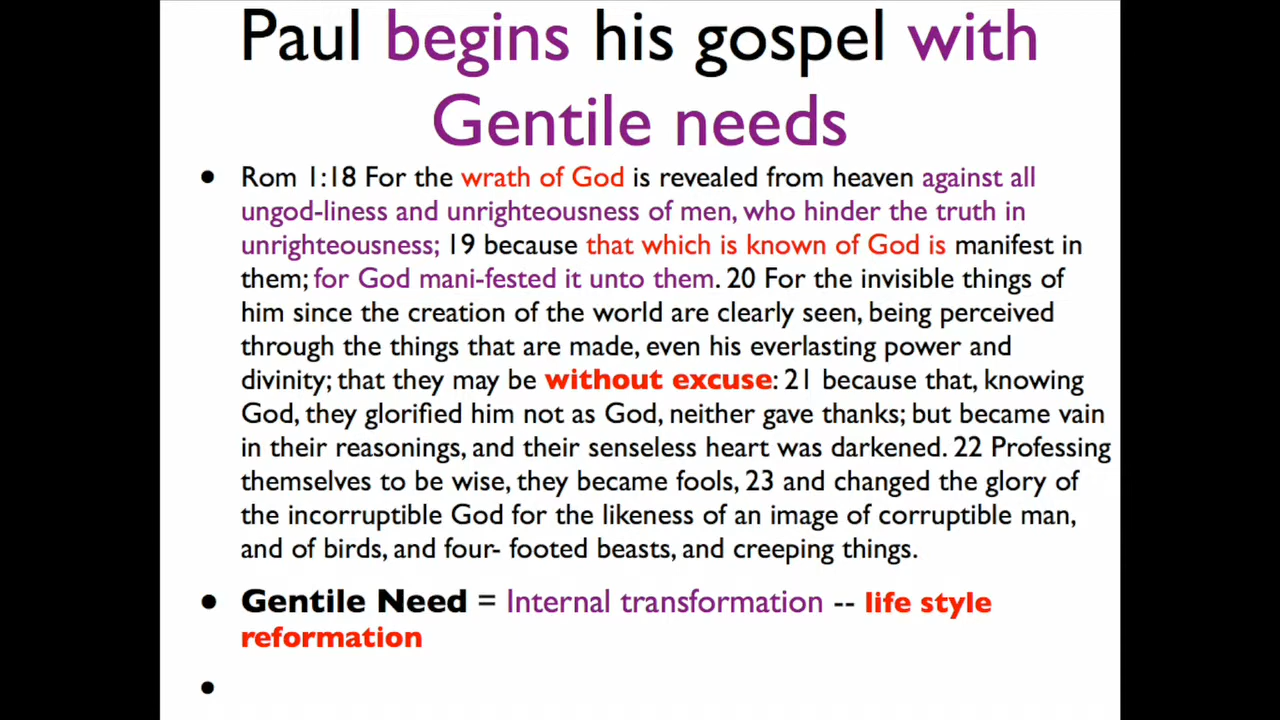 Paul begins his gospel with
Gentile needs
• Rom 1:18 For the wrath of God is revealed from heaven against all
ungod-liness and unrighteousness of men, who hinder the truth in
unrighteousness; 19 because that which is known of God is manifest in
them; for God mani-fested it unto them. 20 For the invisible things of
him since the creation of the world are clearly seen, being perceived
through the things that are made, even his everlasting power and
divinity; that they may be without excuse: 21 because that, knowing
God, they glorified him not as God, neither gave thanks; but became vain
in their reasonings, and their senseless heart was darkened. 22 Professing
themselves to be wise, they became fools, 23 and changed the glory of
the incorruptible God for the likeness of an image of corruptible man,
and of birds, and four- footed beasts, and creeping things.
• Gentile Need = Internal transformation -- life style
reformation
•